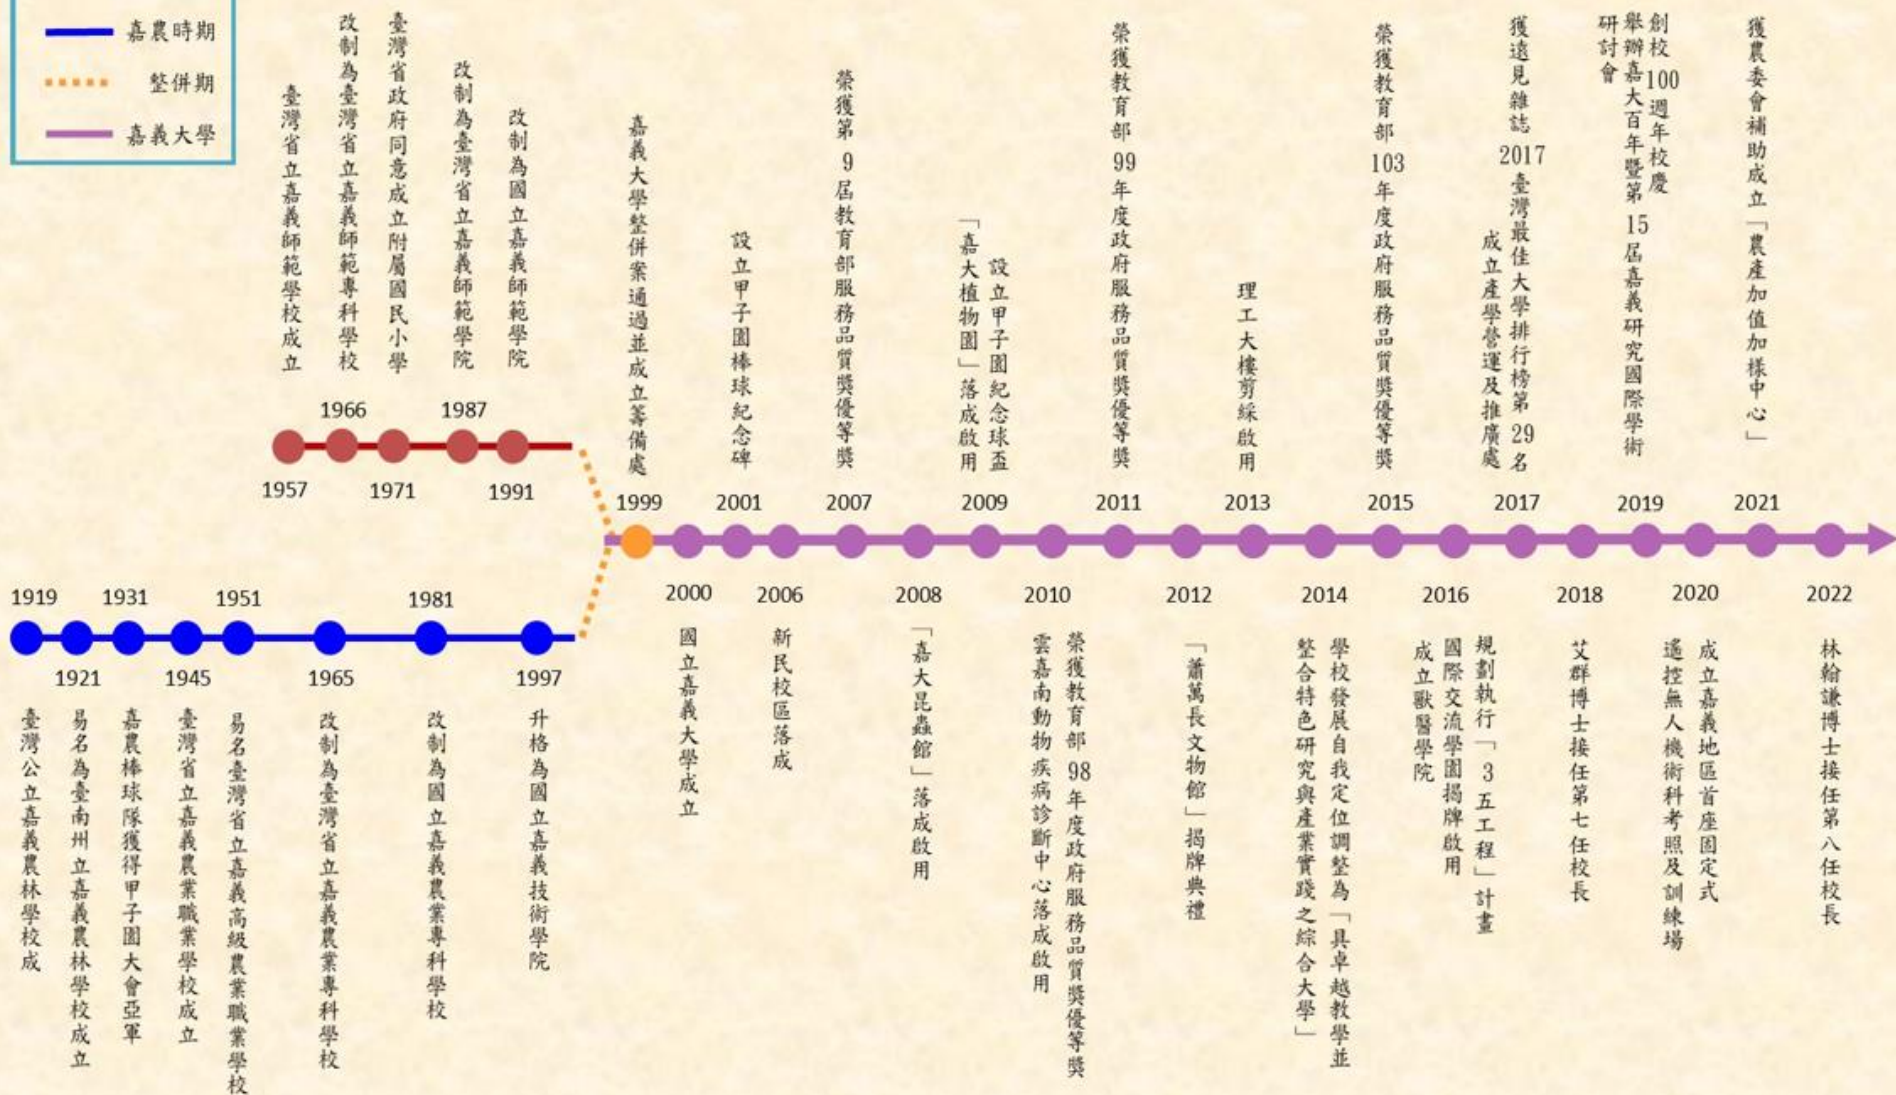 嘉農時期
整併期
嘉義大學
臺灣省立嘉義師範學校成立
改制為臺灣省立嘉義師範專科學校
臺灣省政府同意成立附屬國民小學
改制為臺灣省立嘉義師範學院
改制為國立嘉義師範學院
1966
1987
1957
1971
1991
嘉義大學整併案通過並成立籌備處
設立甲子園棒球紀念碑
榮獲第9屆教育部服務品質獎優等獎
設立甲子園紀念球盃
「嘉大植物園」落成啟用
榮獲教育部99年度政府服務品質獎優等獎
理工大樓剪綵啟用
榮獲教育部103年度政府服務品質獎優等獎
獲遠見雜誌2017臺灣最佳大學排行榜第29名
成立產學營運及推廣處
創校100週年校慶
舉辦嘉大百年暨第15屆嘉義研究國際學術
研討會
獲農委會補助成立「農產加值加樣中心」
1999
2001
2007
2009
2011
2013
2015
2017
2019
2021
2000
2006
2008
2010
2012
2014
2016
2018
2020
2022
國立嘉義大學成立
新民校區落成
「嘉大昆蟲館」落成啟用
榮獲教育部98年度政府服務品質獎優等獎
雲嘉南動物疾病診斷中心落成啟用
「蕭萬長文物館」揭牌典禮
學校發展自我定位調整為「具卓越教學並
整合特色研究與產業實踐之綜合大學」
規劃執行「3五工程」計畫
國際交流學園揭牌啟用
成立獸醫學院
艾群博士接任第七任校長
成立嘉義地區首座固定式
遙控無人機術科考照及訓練場
林翰謙博士接任第八任校長
1919
1931
1951
1981
1921
1945
1965
1997
臺灣公立嘉義農林學校成
易名為臺南州立嘉義農林學校成立
嘉農棒球隊獲得甲子園大會亞軍
臺灣省立嘉義農業職業學校成立
易名臺灣省立嘉義高級農業職業學校
改制為臺灣省立嘉義農業專科學校
改制為國立嘉義農業專科學校
升格為國立嘉義技術學院